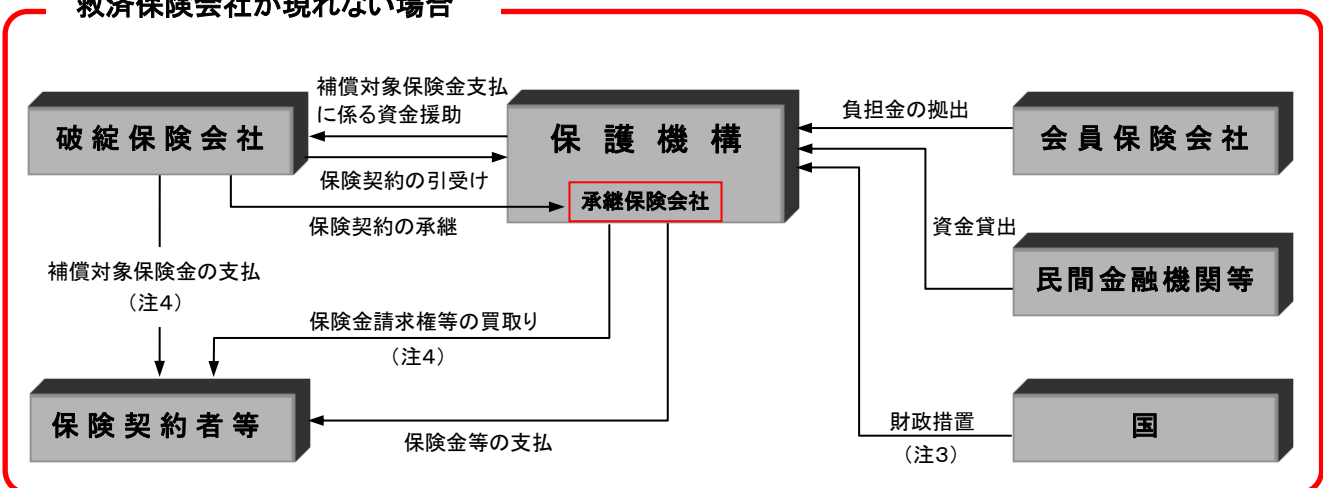 救済保険会社が現れない場合
補償対象保険金支払
に係る資金援助
負担金の拠出
破綻保険会社
保護機構
会員保険会社
保険契約の引受け
承継保険会社
保険契約の承継
資金貸出
補償対象保険金の支払
（注4）
民間金融機関等
保険金請求権等の買取り
（注4）
保険契約者等
保険金等の支払
財政措置
（注3）
国